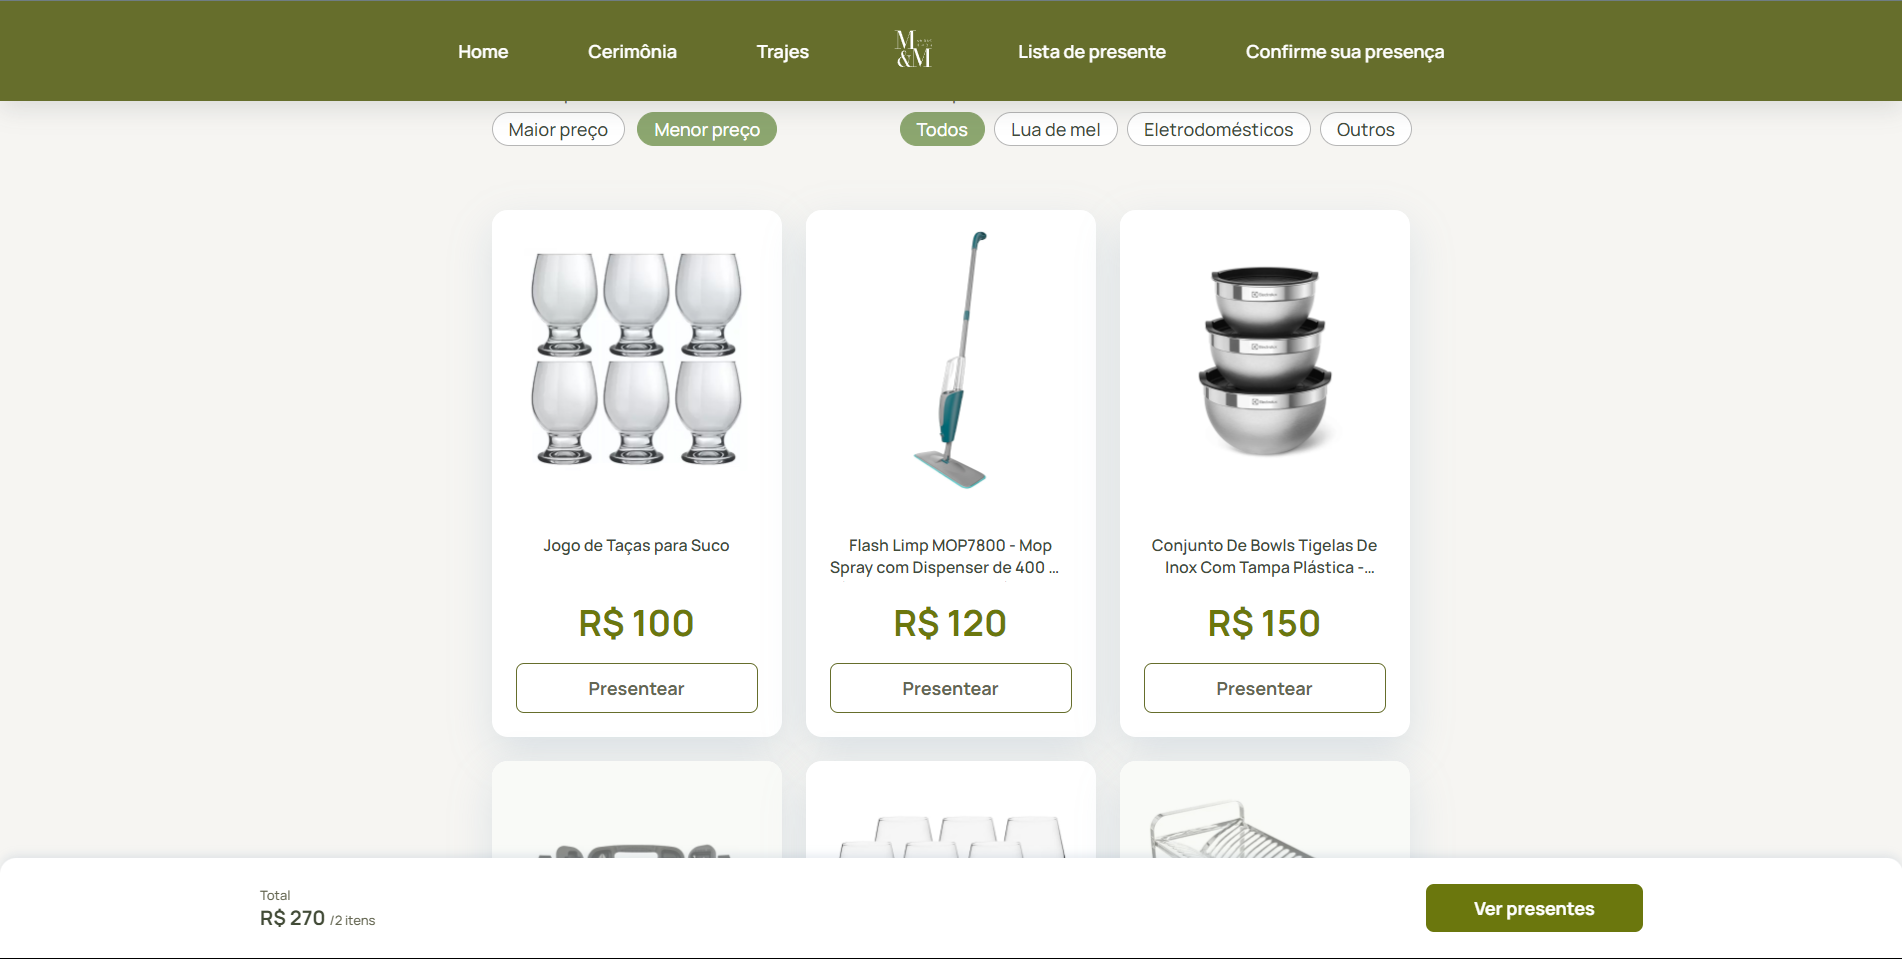 Home
Cerimônia
Trajes
M
&M
Lista de presente
Confirme sua presença
Maior preço
Menor preço
Todos
Lua de mel
Eletrodomésticos
Outros
Jogo de Taças para Suco
R$ 100
Presentear
Flash Limp MOP7800 - Mop
Spray com Dispenser de 400 ...
R$ 120
Presentear
Conjunto De Bowls Tigelas De
Inox Com Tampa Plástica -...
R$ 150
Presentear
Total
R$ 270 /2 itens
Ver presentes